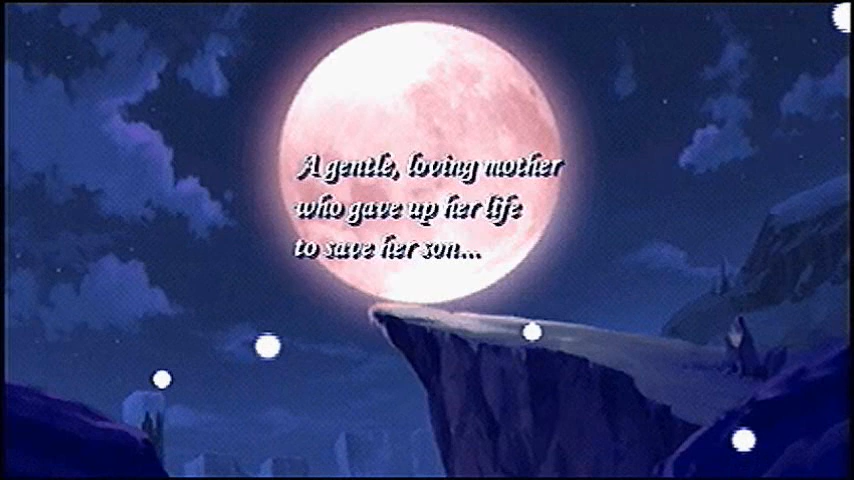 A gentle, loving mother
who gave up her life
to save her son...